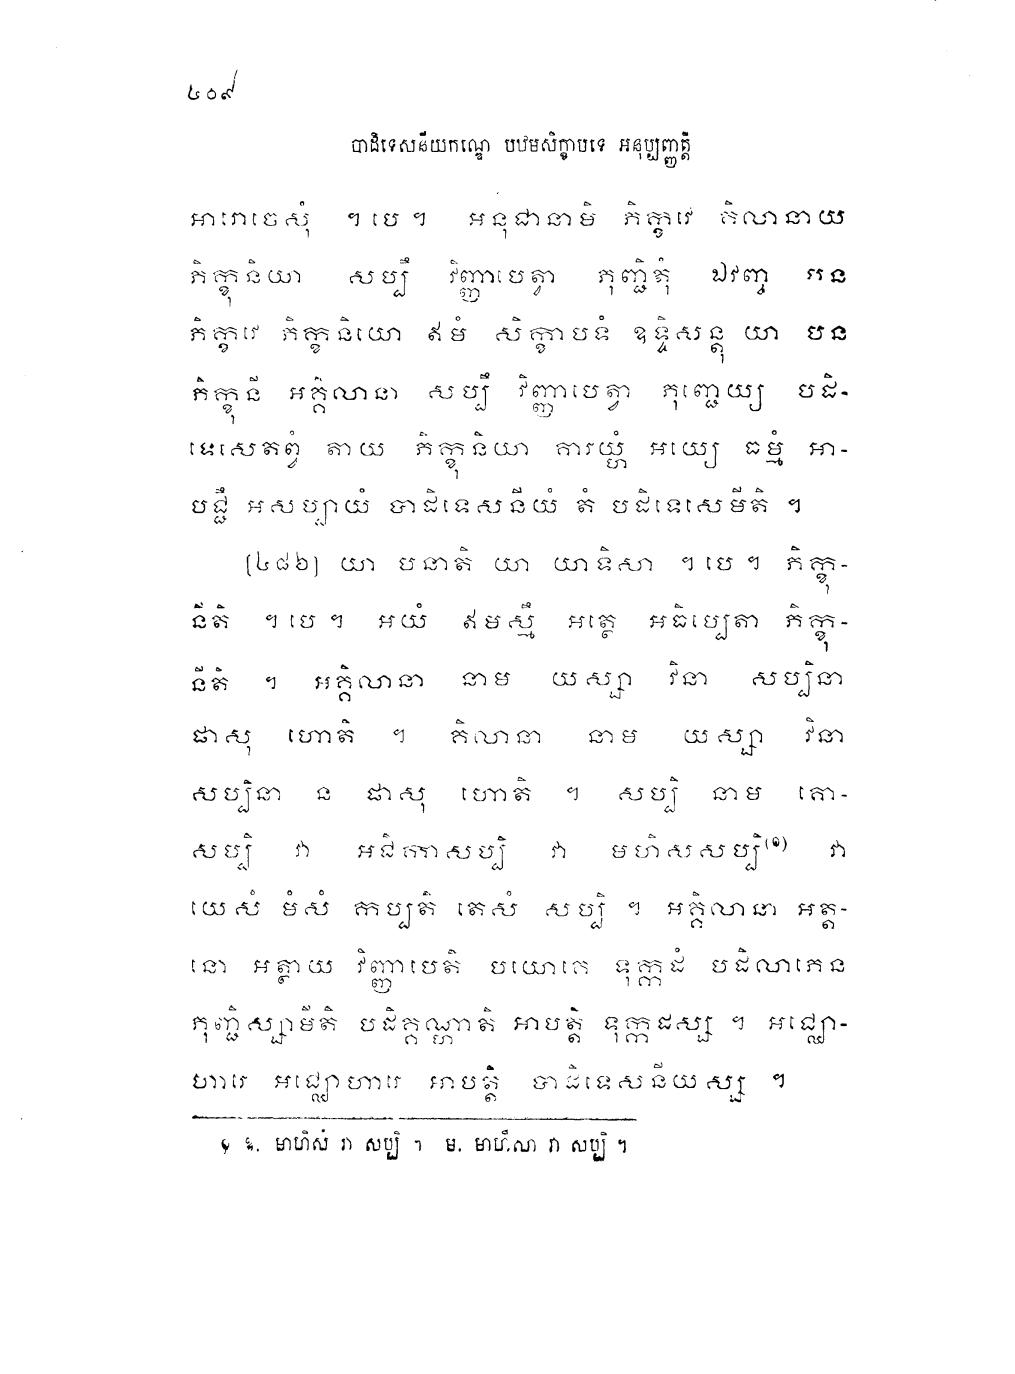 ៤០៩
បាដិទេសនីយកណ្ឌេ បឋមសិក្ខាបទេ អនុប្បញ្ញត្តិ
អារោចេសុំ ។ បេ ។ អនុជានាមិ ភិក្ខវេ គិលានាយ
ភិក្ខុនិយា សប្បឹ វិញ្ញាបេត្វា ភុញ្ជិតុំ ឯវញ្ច បន
ភិក្ខវេ ភិក្ខុនិយោ ឥមំ សិក្ខាបទំ ឧទ្ទិសន្តុ យា បន
ភិក្ខុនី អគ្គិលានា សប្បឹ វិញ្ញាបេត្វា ភុញ្ជេយ្យ បដិ-
ទេសេតព្វំ តាយ ភិក្ខុនិយា គារយ្ហំ អយ្យេ ធម្មំ អា-
បជ្ជឹ អសប្បាយំ បាដិទេសនីយំ តំ បដិទេសេមីតិ ។
(៤៨៦) យា បនាតិ យា យាទិសា ។ បេ ។ ភិក្ខុ-
នីតិ ។ បេ ។ អយំ ឥមស្មឹ អត្ថេ អធិប្បេតា ភិក្ខុ-
នីតិ ។ អគ្គិលានា នាម យស្សា វិនា សប្បិនា
ផាសុ ហោតិ ។ គិលានា នាម យស្សា វិនា
សប្បិនា ន ផាសុ ហោតិ ។ សប្បិ នាម គោ-
សប្បិ វា អជិកាសប្បិ វា មហិសសប្បិ(១) វា
យេសំ មំសំ កប្បតិ តេសំ សប្បិ ។ អគ្គិលានា អត្ត-
នោ អត្ថាយ វិញ្ញាបេតិ បយោគេ ទុក្កដំ បដិលាភេន
ភុញ្ជិស្សាមីតិ បដិគ្គណ្ហាតិ អាបត្តិ ទុក្កដស្ស ។ អជ្ឈោ-
ហារេ អជ្ឈោហារេ អាបត្តិ បាដិទេសនីយស្ស ។
១ ឱ. មាហិសំ វា សប្បិ ។ ម. មាហឹសា វា សប្បិ ។